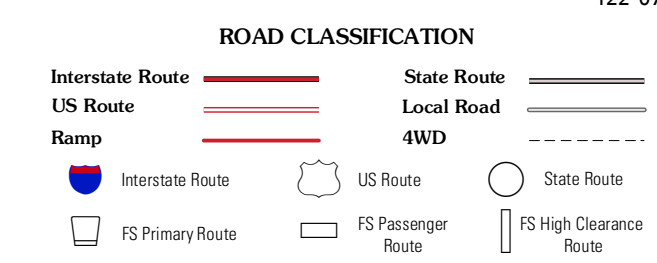 ROAD CLASSIFICATION
Interstate Route
State Route
US Route
Local Road
Ramp
4WD
Interstate Route
US Route
State Route
FS Primary Route
FS Passenger
Route
FS High Clearance
Route